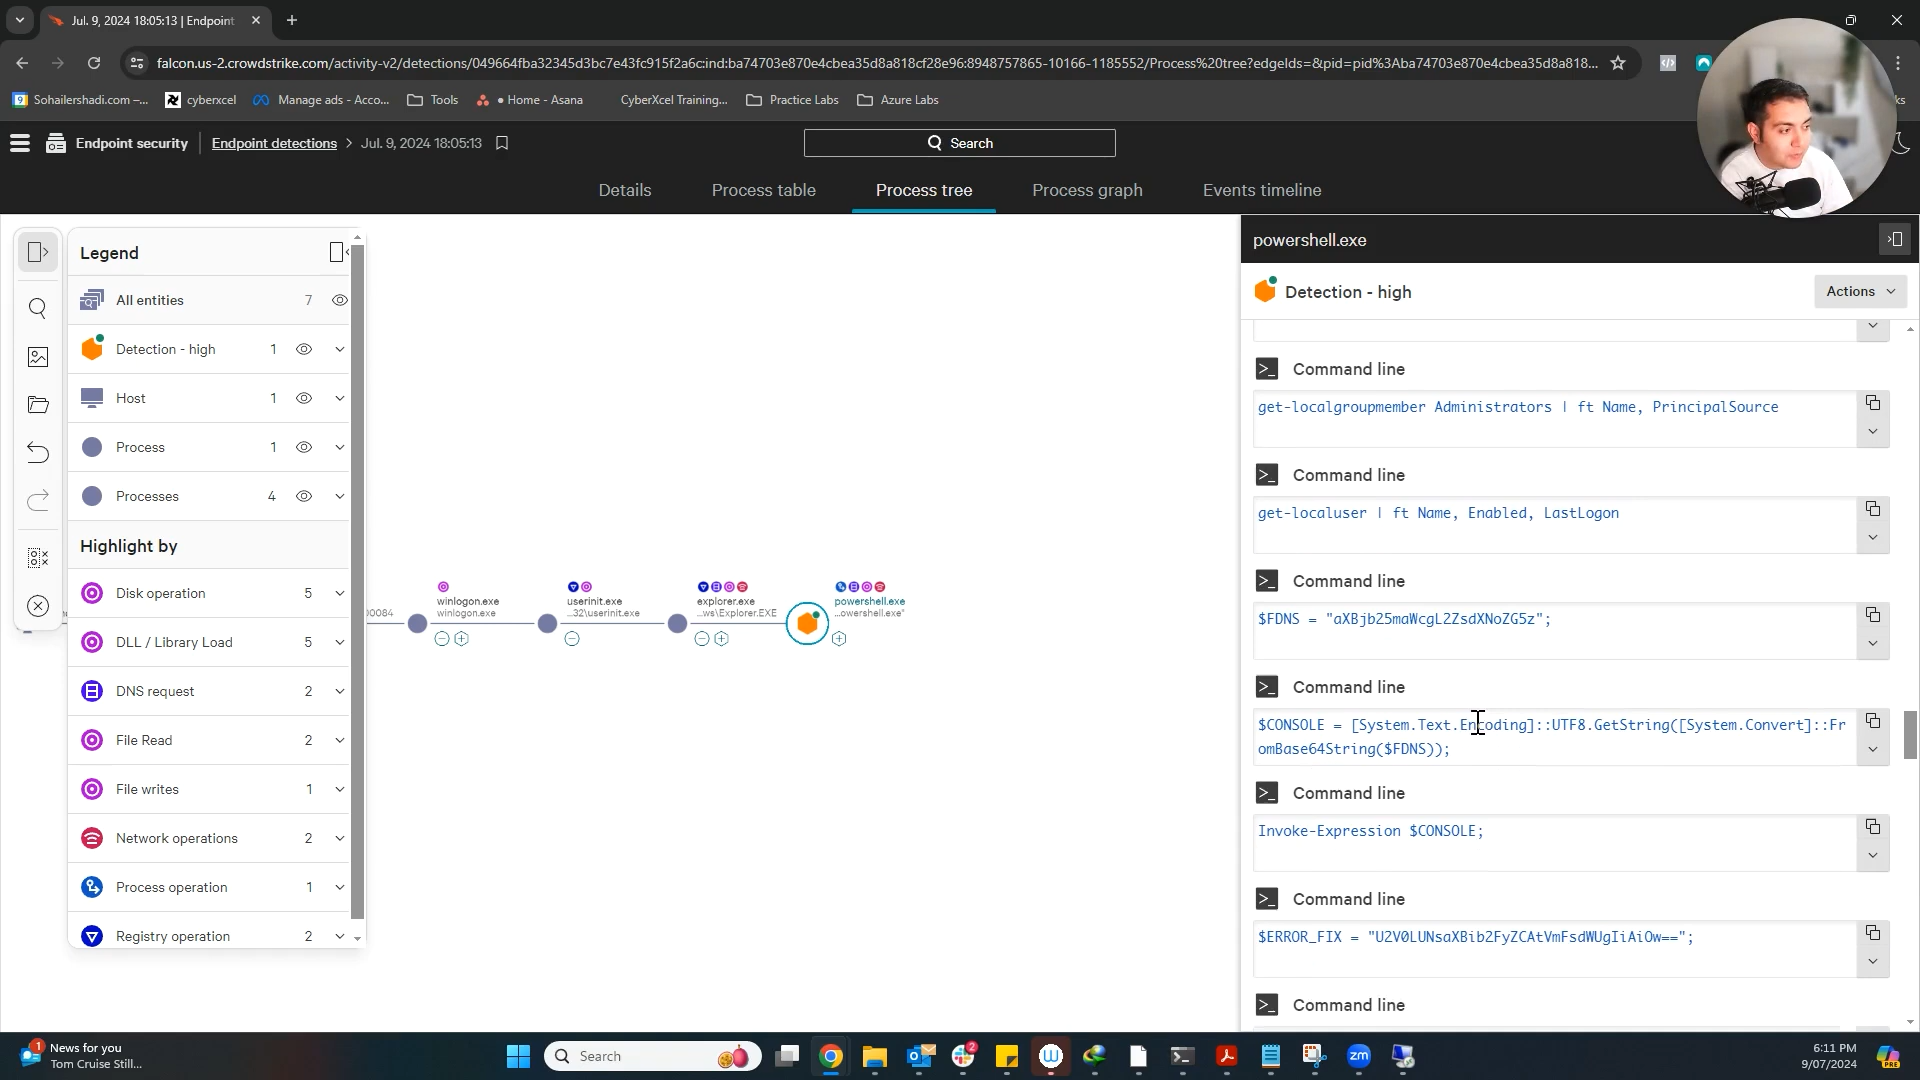 Jul. 9, 2024 18:05:13 | Endpoint
falcon.us-2.crowdstrike.com/activity-v2/detections/049664fba32345d3bc7e43fc915f2a6c:ind:ba74703e870e4cbea35d8a818cf28e96:8948757865-10166-1185552/Process%20tree?edgeIds=&pid=pid%3Aba74703e870e4cbea35d8a818...
Sohailershadi.com –...
cyberxcel
Manage ads - Acco...
Tools
• Home - Asana
CyberXcel Training...
Practice Labs
Azure Labs
ks
Endpoint security
Endpoint detections > Jul. 9, 2024 18:05:13
Search
Details
Process table
Process tree
Process graph
Events timeline
Legend
All entities 7
Detection - high 1
Host 1
Process 1
Processes 4
Highlight by
Disk operation 5
DLL / Library Load 5
DNS request 2
File Read 2
File writes 1
Network operations 2
Process operation 1
Registry operation 2
00084
winlogon.exe
winlogon.exe
userinit.exe
...32\userinit.exe
explorer.exe
...ws\Explorer.EXE
powershell.exe
...owershell.exe"
powershell.exe
Detection - high
Actions
Command line
get-localgroupmember Administrators | ft Name, PrincipalSource
Command line
get-localuser | ft Name, Enabled, LastLogon
Command line
$FDNS = "aXBjb25maWcgL2ZsdXNoZG5z";
Command line
$CONSOLE = [System.Text.Encoding]::UTF8.GetString([System.Convert]::Fr
omBase64String($FDNS));
Command line
Invoke-Expression $CONSOLE;
Command line
$ERROR_FIX = "U2V0LUNsaXBib2FyZCAtVmFsdWUgIiAiOw==";
Command line
1
News for you
Tom Cruise Still...
Search
2
zm
PRE
6:11 PM
9/07/2024